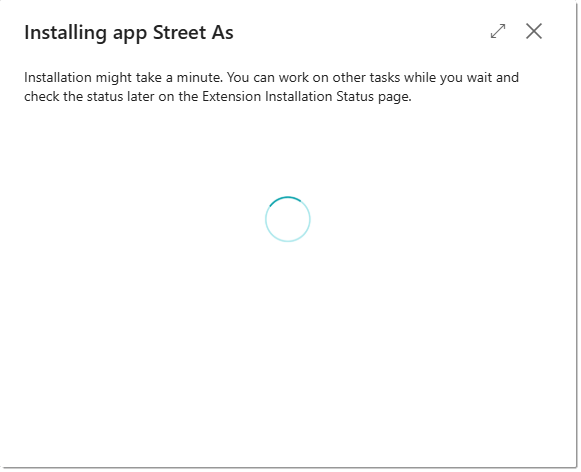 Installing app Street As
Installation might take a minute. You can work on other tasks while you wait and
check the status later on the Extension Installation Status page.